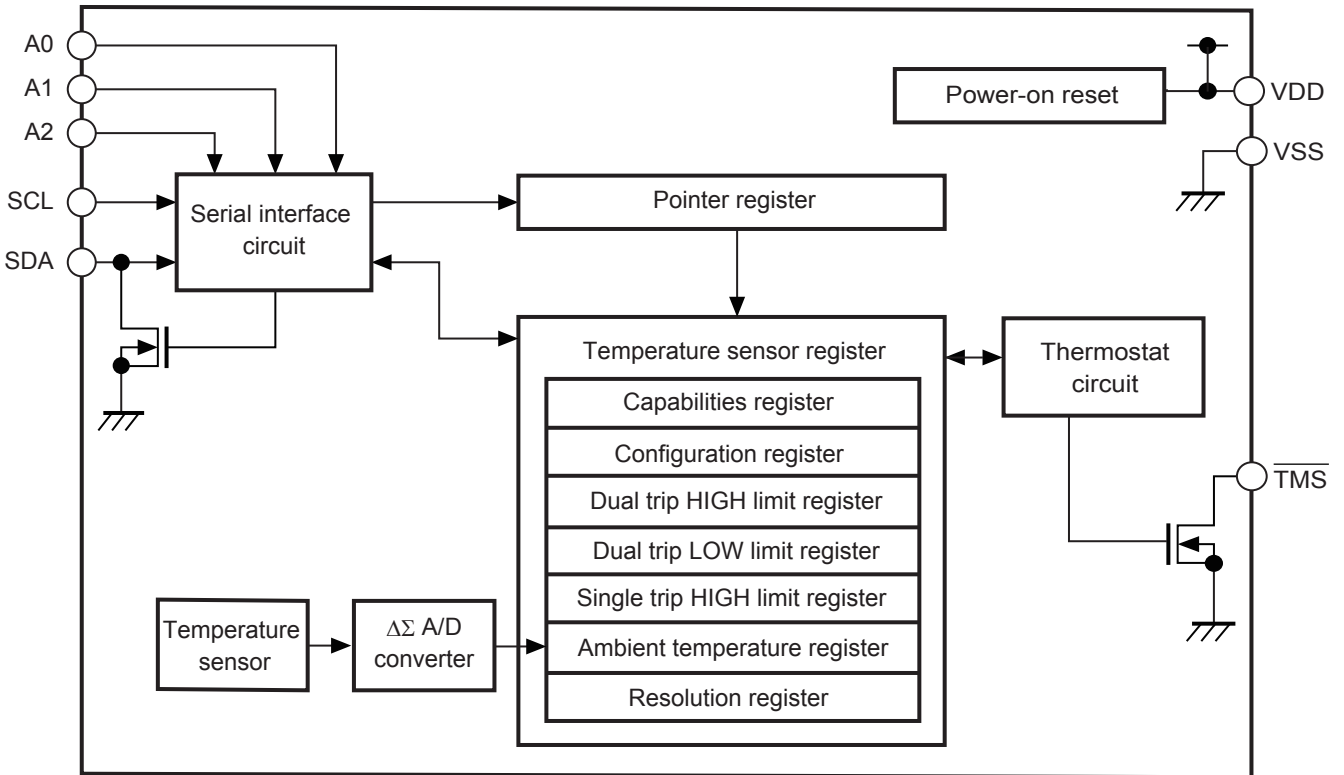 A0
A1
A2
SCL
SDA
Serial interface
circuit
Power-on reset
VDD
VSS
Pointer register
Temperature sensor register
Capabilities register
Configuration register
Dual trip HIGH limit register
Dual trip LOW limit register
Single trip HIGH limit register
Ambient temperature register
Resolution register
Thermostat
circuit
TMS
Temperature
sensor
ΔΣ A/D
converter